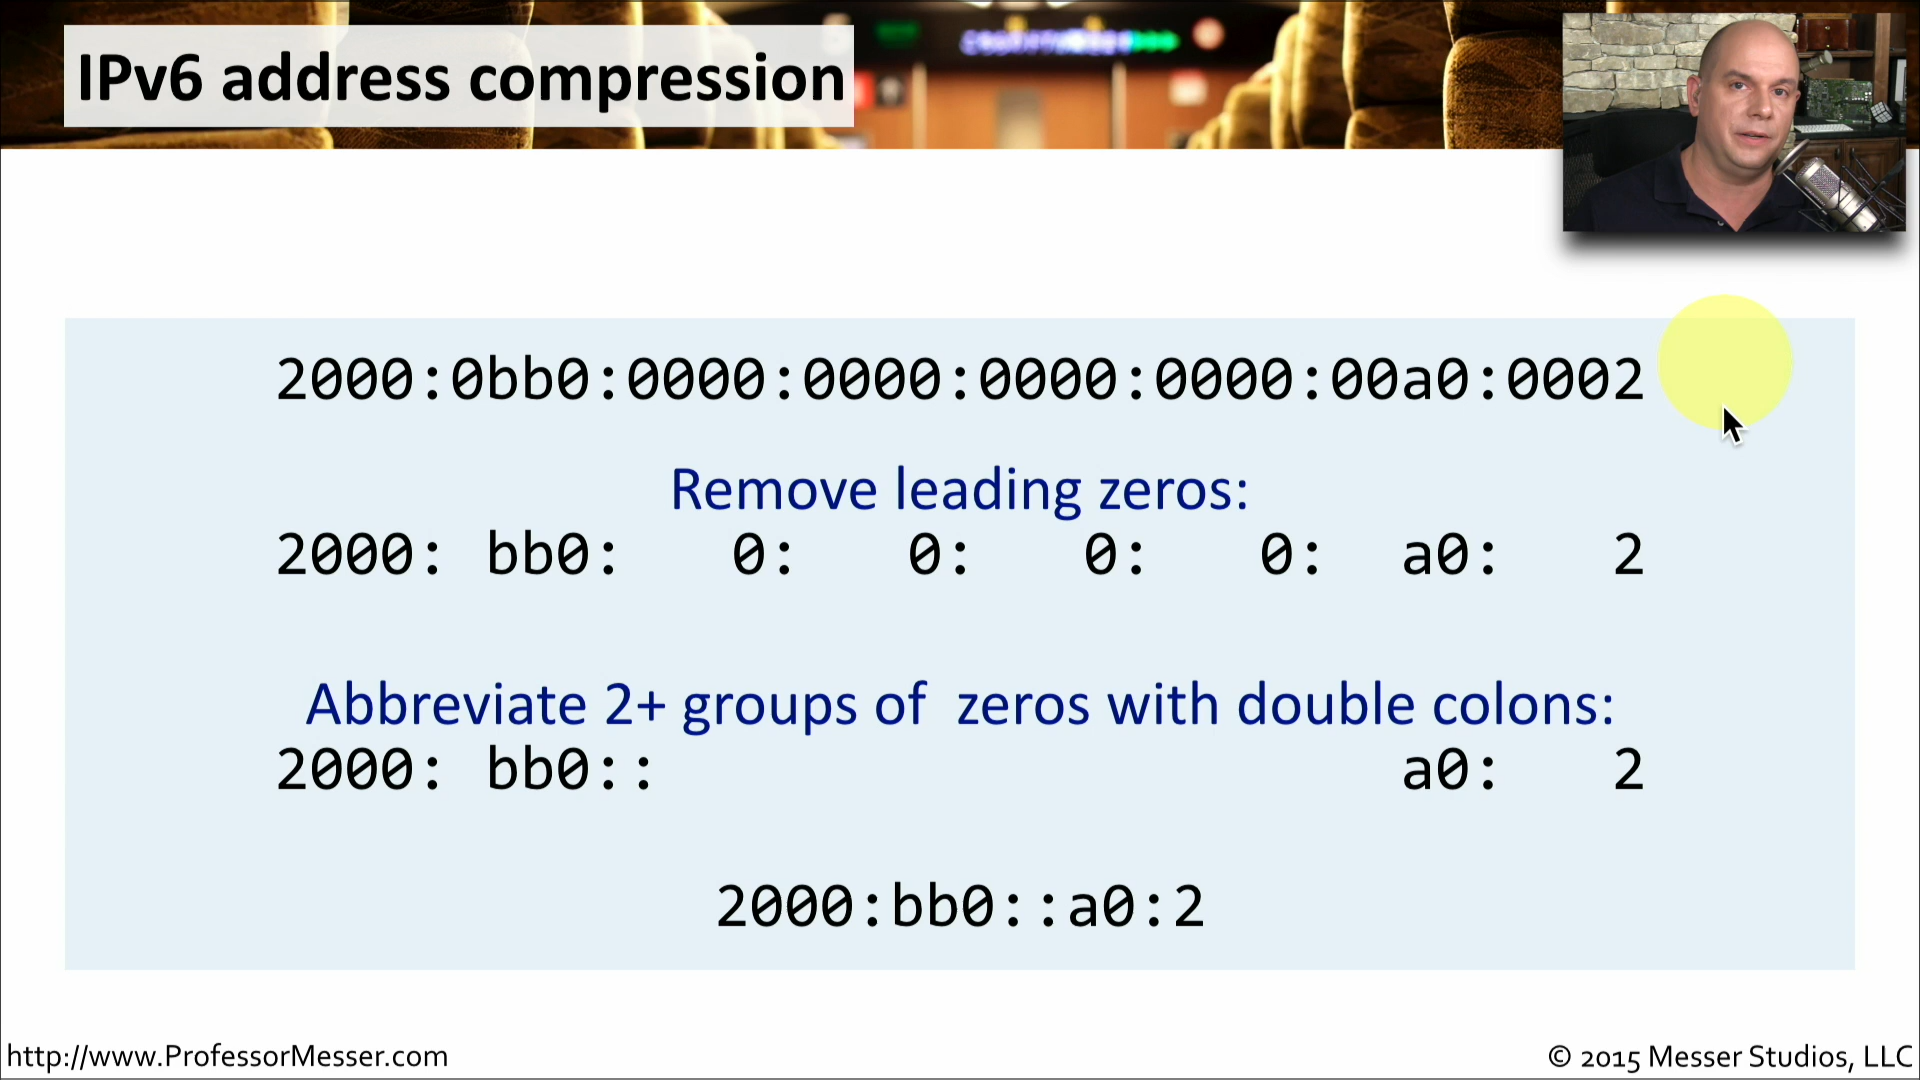 IPv6 address compression
2000:0bb0:0000:0000:0000:0000:00a0:0002
Remove leading zeros:
2000: bb0: 0: 0: 0: 0: a0: 2
Abbreviate 2+ groups of zeros with double colons:
2000: bb0:: a0: 2
2000:bb0::a0:2
http://www.ProfessorMesser.com
© 2015 Messer Studios, LLC